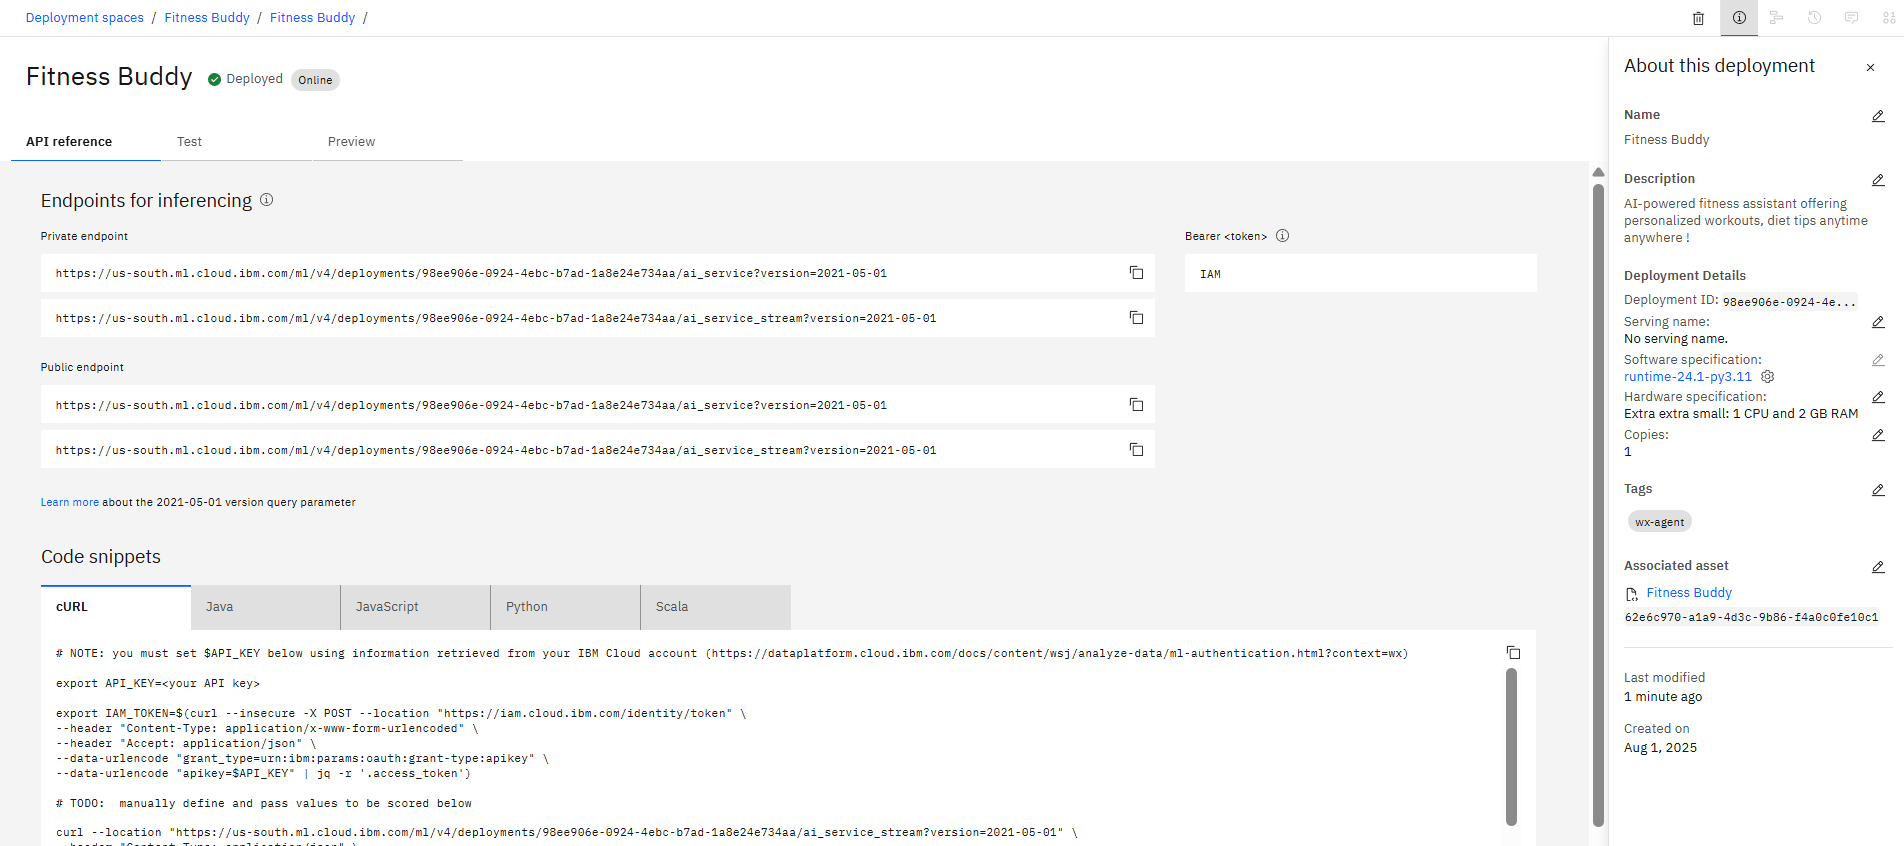 Deployment spaces / Fitness Buddy / Fitness Buddy /
Fitness Buddy Deployed Online
API reference Test Preview
Endpoints for inferencing
Private endpoint
https://us-south.ml.cloud.ibm.com/ml/v4/deployments/98ee906e-0924-4ebc-b7ad-1a8e24e734aa/ai_service?version=2021-05-01
https://us-south.ml.cloud.ibm.com/ml/v4/deployments/98ee906e-0924-4ebc-b7ad-1a8e24e734aa/ai_service_stream?version=2021-05-01
Public endpoint
https://us-south.ml.cloud.ibm.com/ml/v4/deployments/98ee906e-0924-4ebc-b7ad-1a8e24e734aa/ai_service?version=2021-05-01
https://us-south.ml.cloud.ibm.com/ml/v4/deployments/98ee906e-0924-4ebc-b7ad-1a8e24e734aa/ai_service_stream?version=2021-05-01
Bearer <token>
IAM
Learn more about the 2021-05-01 version query parameter
Code snippets
cURL Java JavaScript Python Scala
# NOTE: you must set $API_KEY below using information retrieved from your IBM Cloud account (https://dataplatform.cloud.ibm.com/docs/content/wsj/analyze-data/ml-authentication.html?context=wx)
export API_KEY=<your API key>
export IAM_TOKEN=$(curl --insecure -X POST --location "https://iam.cloud.ibm.com/identity/token" \
--header "Content-Type: application/x-www-form-urlencoded" \
--header "Accept: application/json" \
--data-urlencode "grant_type=urn:ibm:params:oauth:grant-type:apikey" \
--data-urlencode "apikey=$API_KEY" | jq -r '.access_token')
# TODO:  manually define and pass values to be scored below
curl --location "https://us-south.ml.cloud.ibm.com/ml/v4/deployments/98ee906e-0924-4ebc-b7ad-1a8e24e734aa/ai_service_stream?version=2021-05-01" \
--header "Content-Type: application/json" \
About this deployment
Name
Fitness Buddy
Description
AI-powered fitness assistant offering
personalized workouts, diet tips anytime
anywhere !
Deployment Details
Deployment ID: 98ee906e-0924-4e...
Serving name:
No serving name.
Software specification:
runtime-24.1-py3.11
Hardware specification:
Extra extra small: 1 CPU and 2 GB RAM
Copies:
1
Tags
wx-agent
Associated asset
Fitness Buddy
62e6c970-a1a9-4d3c-9b86-f4a0c0fe10c1
Last modified
1 minute ago
Created on
Aug 1, 2025